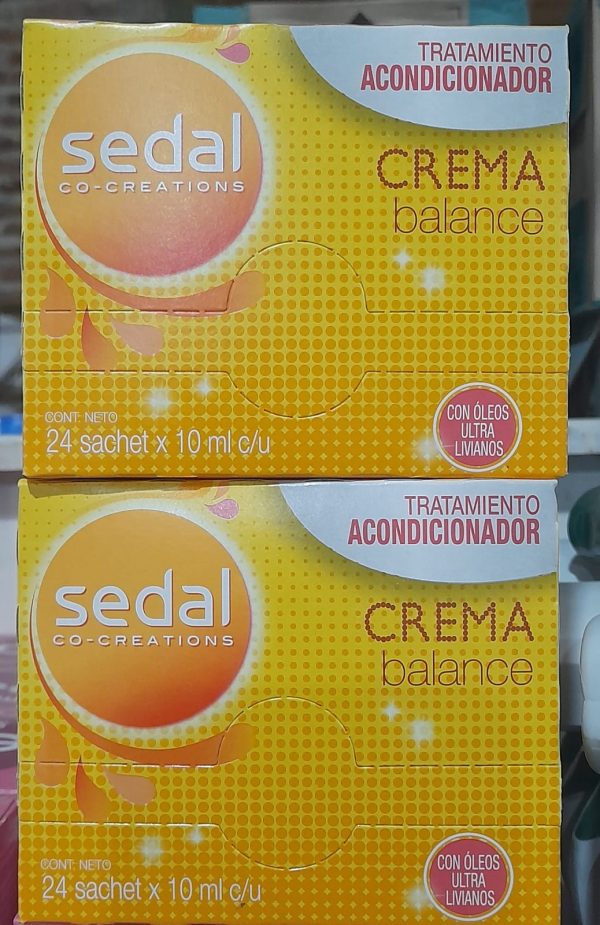 TRATAMIENTO
ACONDICIONADOR
sedal
CO-CREATIONS
CREMA
balance
CONT. NETO
24 sachet x 10 ml c/u
CON ÓLEOS
ULTRA
LIVIANOS
TRATAMIENTO
ACONDICIONADOR
sedal
CO-CREATIONS
CREMA
balance
CONT. NETO
24 sachet x 10 ml c/u
CON ÓLEOS
ULTRA
LIVIANOS